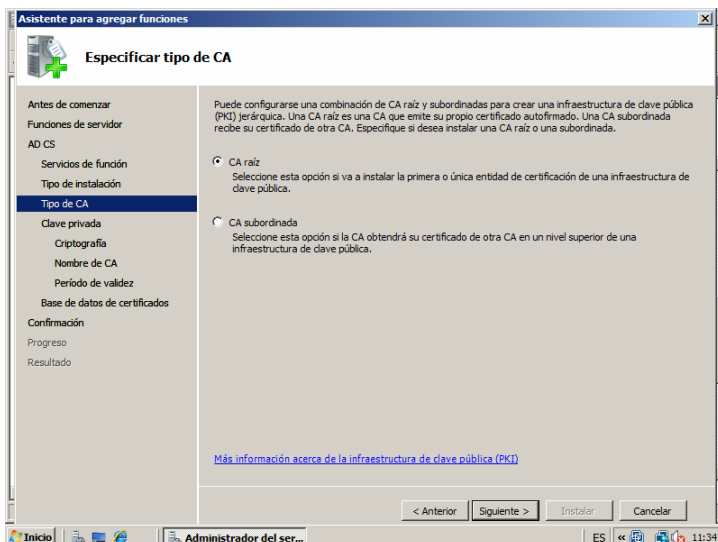 Asistente para agregar funciones
Especificar tipo de CA
Antes de comenzar
Funciones de servidor
AD CS
Servicios de función
Tipo de instalación
Tipo de CA
Clave privada
Criptografía
Nombre de CA
Período de validez
Base de datos de certificados
Confirmación
Progreso
Resultado
Puede configurarse una combinación de CA raíz y subordinadas para crear una infraestructura de clave pública
(PKI) jerárquica. Una CA raíz es una CA que emite su propio certificado autofirmado. Una CA subordinada
recibe su certificado de otra CA. Especifique si desea instalar una CA raíz o una subordinada.
CA raíz
Seleccione esta opción si va a instalar la primera o única entidad de certificación de una infraestructura de
clave pública.
CA subordinada
Seleccione esta opción si la CA obtendrá su certificado de otra CA en un nivel superior de una
infraestructura de clave pública.
Más información acerca de la infraestructura de clave pública (PKI)
< Anterior Siguiente > Instalar Cancelar
Inicio Administrador del ser... ES « 11:34